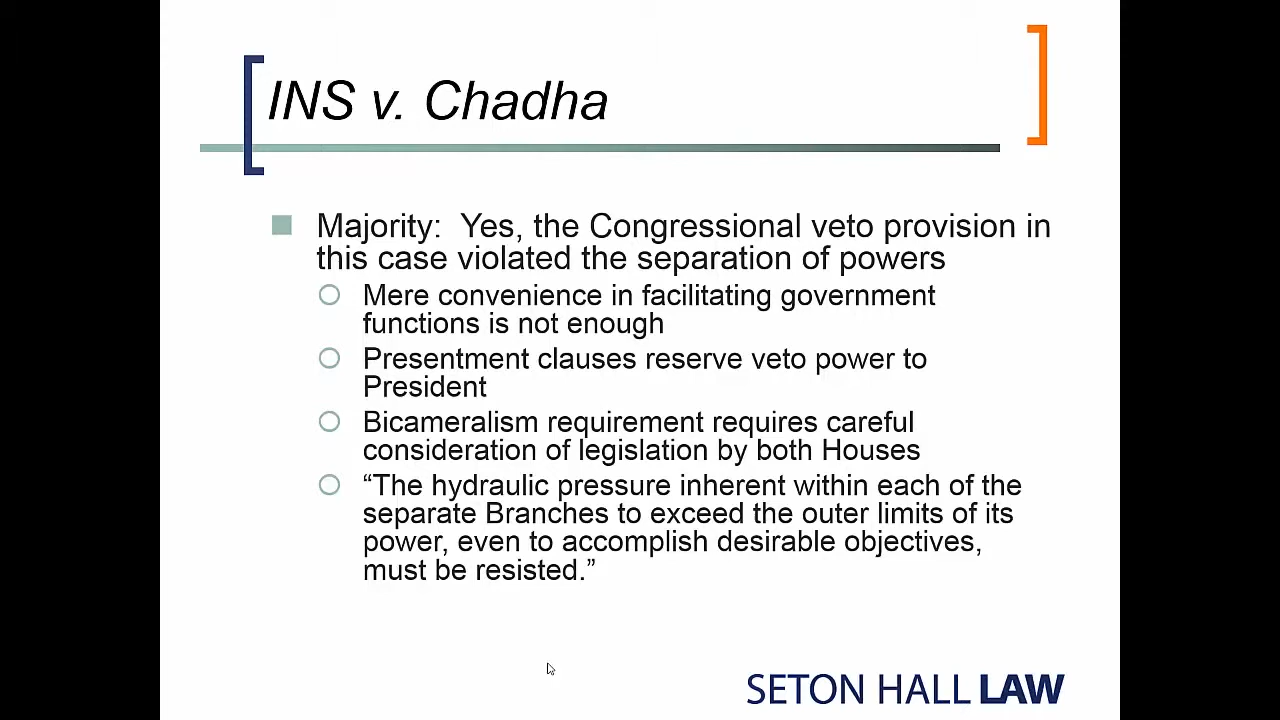 INS v. Chadha
Majority: Yes, the Congressional veto provision in
this case violated the separation of powers
Mere convenience in facilitating government
functions is not enough
Presentment clauses reserve veto power to
President
Bicameralism requirement requires careful
consideration of legislation by both Houses
“The hydraulic pressure inherent within each of the
separate Branches to exceed the outer limits of its
power, even to accomplish desirable objectives,
must be resisted.”
SETON HALL LAW